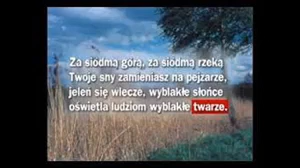 Za siódmą górą, za siódmą rzeką
Twoje sny zamieniasz na pejzarze,
jeleń się wlecze, wyblakłe słońce
oświetla ludziom wyblakłe twarze.